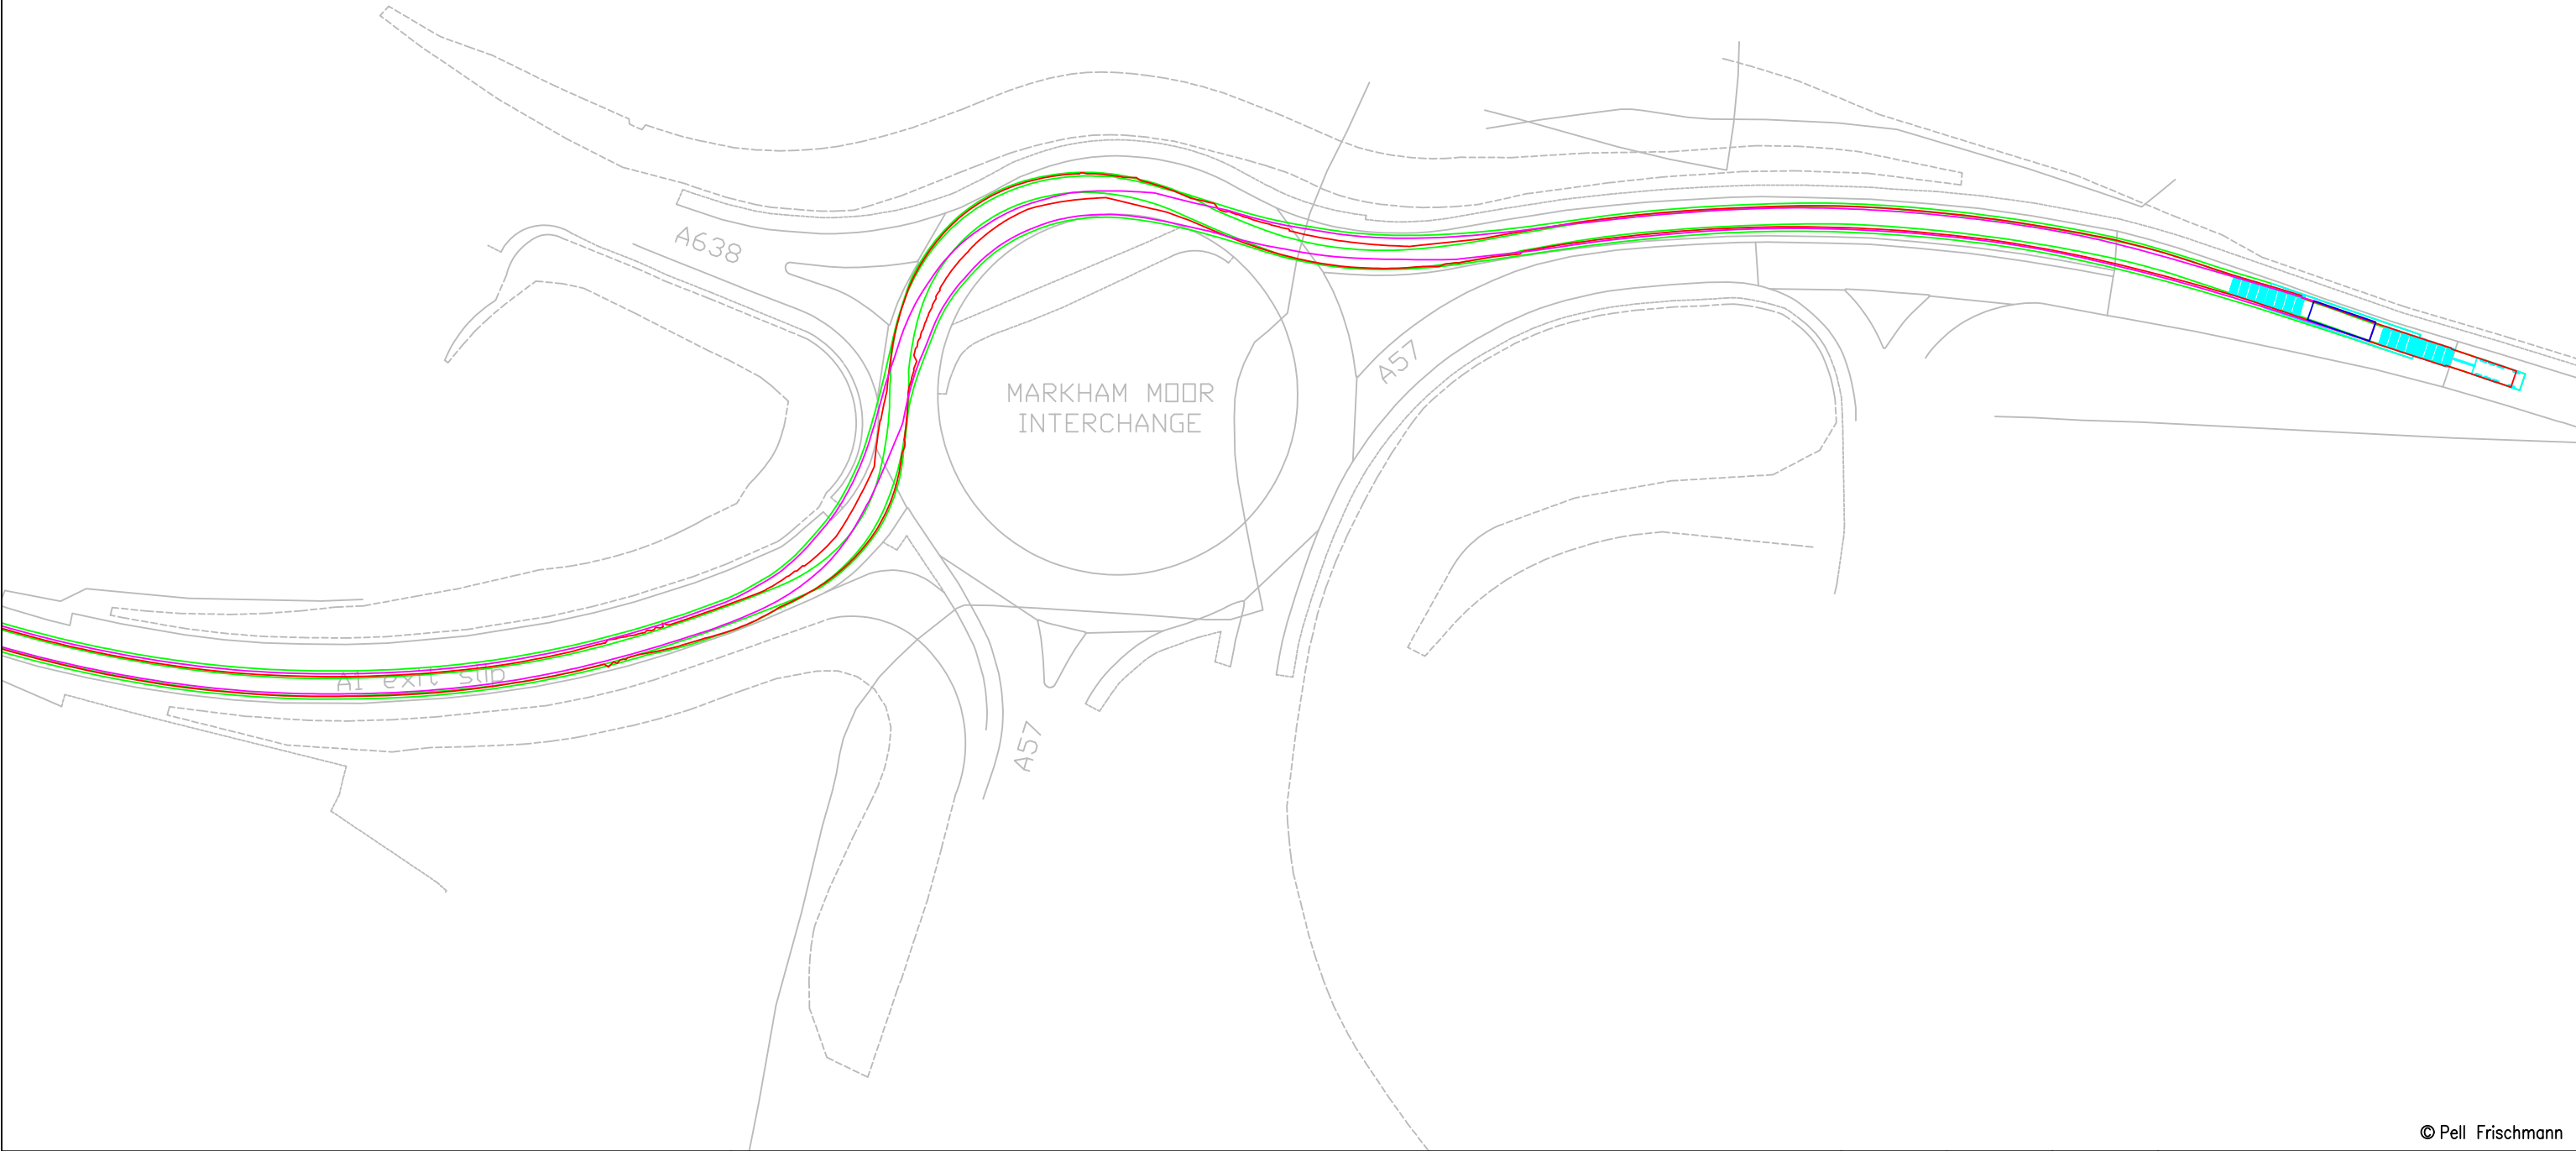 A638
A57
MARKHAM MOOR
INTERCHANGE
A1 exit slip
A57
© Pell Frischmann